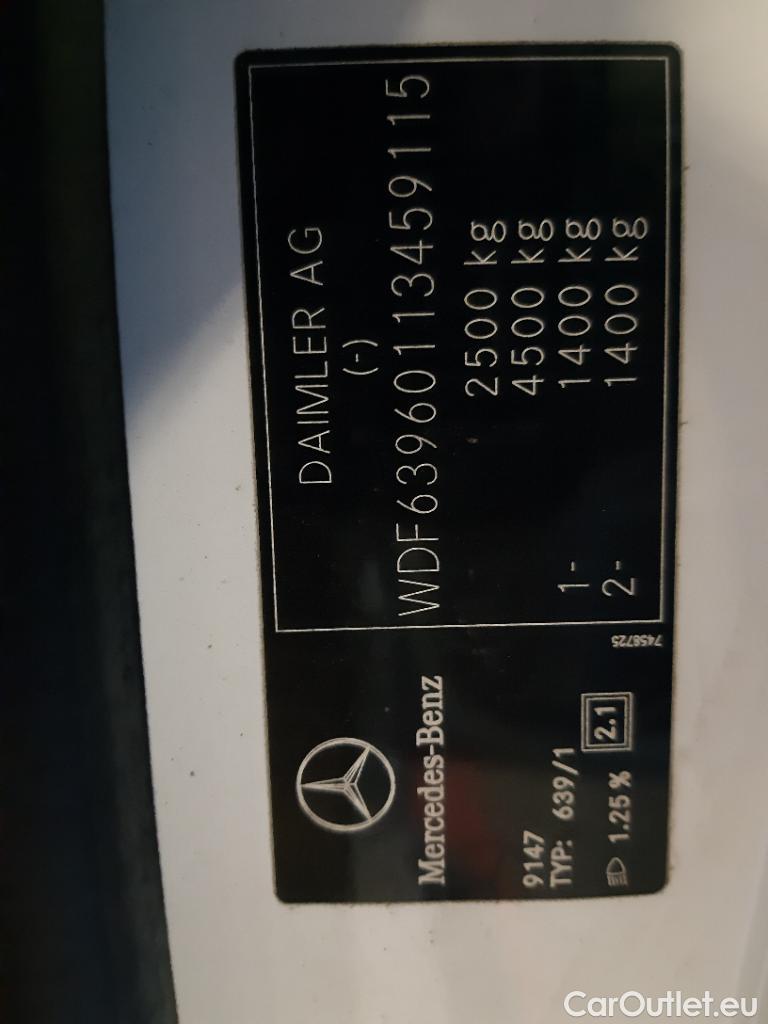 DAIMLER AG
(-)
WDF63960113459115
2500 kg
4500 kg
1- 1400 kg
2- 1400 kg
Mercedes-Benz
9147
TYP: 639/1
1.25 % 2.1
7458725
CarOutlet.eu